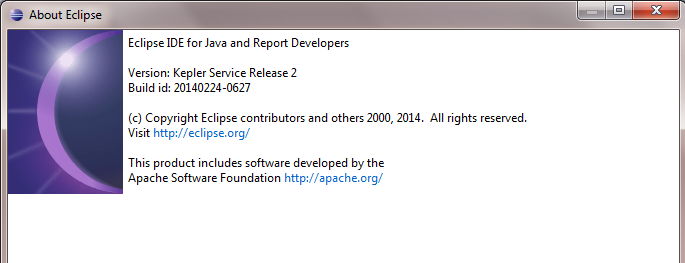 About Eclipse
Eclipse IDE for Java and Report Developers
Version: Kepler Service Release 2
Build id: 20140224-0627
(c) Copyright Eclipse contributors and others 2000, 2014.  All rights reserved.
Visit http://eclipse.org/
This product includes software developed by the
Apache Software Foundation http://apache.org/